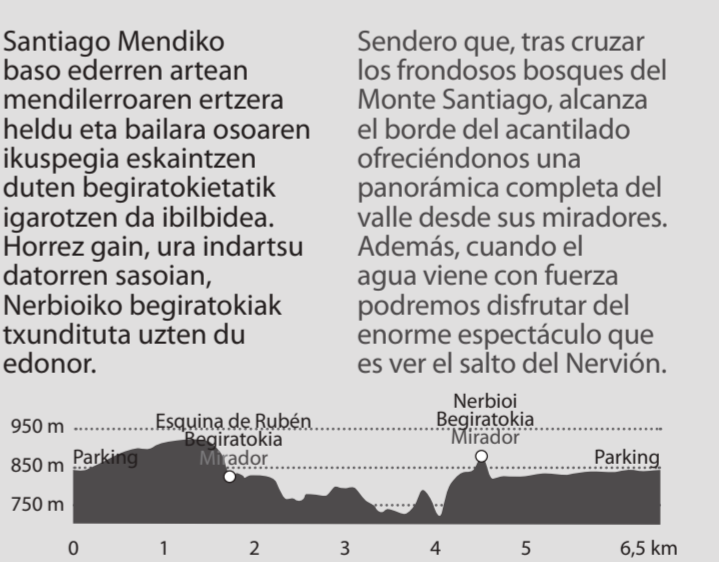 Santiago Mendiko
baso ederren artean
mendilerroaren ertzera
heldu eta bailara osoaren
ikuspegia eskaintzen
duten begiratokietatik
igarotzen da ibilbidea.
Horrez gain, ura indartsu
datorren sasoian,
Nerbioiko begiratokiak
txundituta uzten du
edonor.
Sendero que, tras cruzar
los frondosos bosques del
Monte Santiago, alcanza
el borde del acantilado
ofreciéndonos una
panorámica completa del
valle desde sus miradores.
Además, cuando el
agua viene con fuerza
podremos disfrutar del
enorme espectáculo que
es ver el salto del Nervión.
950 m
850 m
750 m
Parking
Esquina de Rubén
Begiratokia
Mirador
Nerbioi
Begiratokia
Mirador
Parking
0 1 2 3 4 5 6,5 km